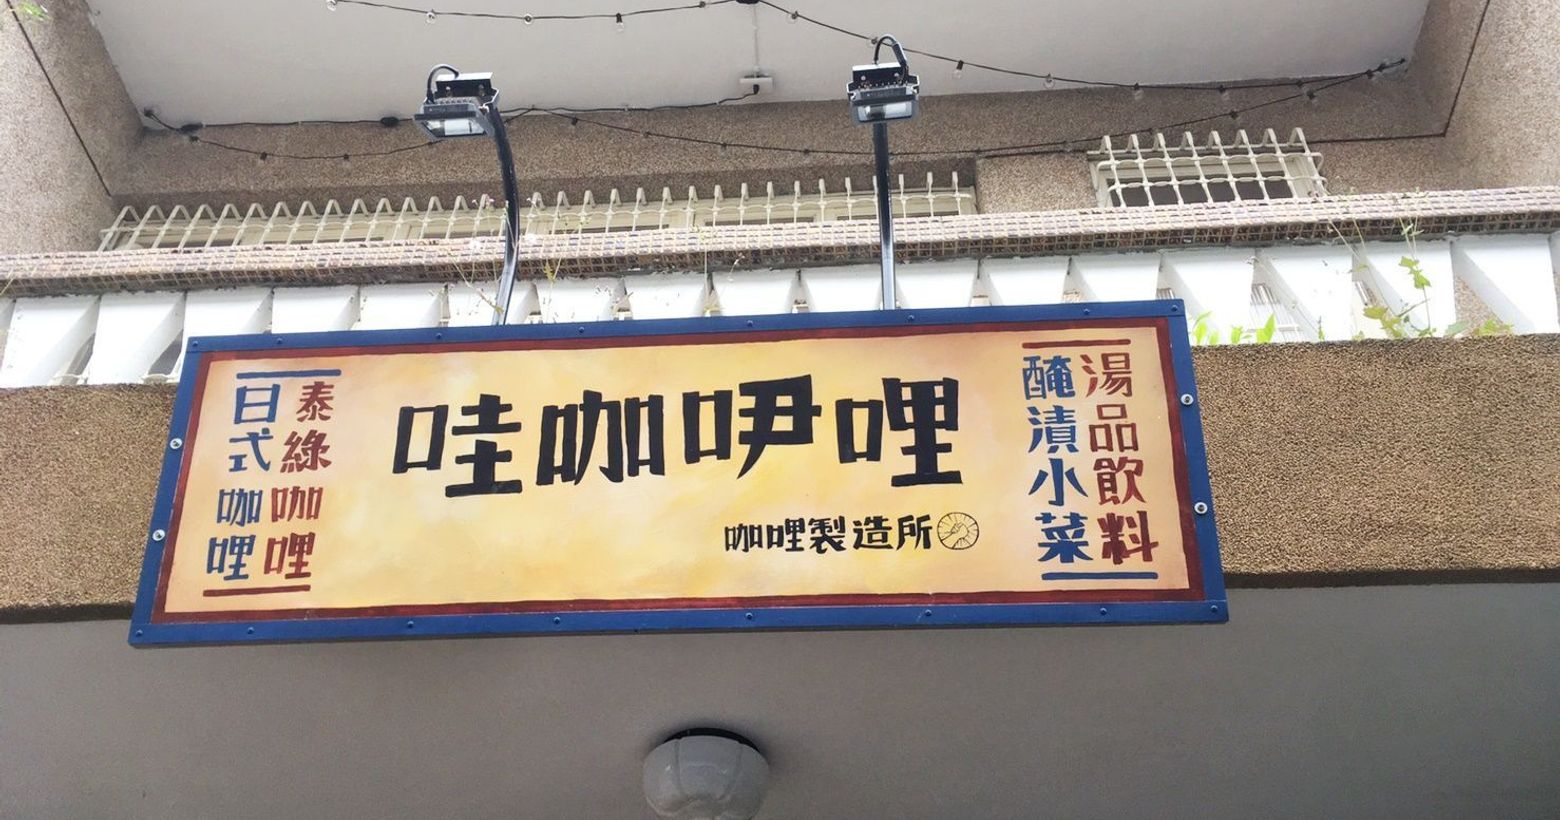 湯品飲料
醃漬小菜
哇咖咿哩
咖哩製造所
泰綠咖哩
日式咖哩